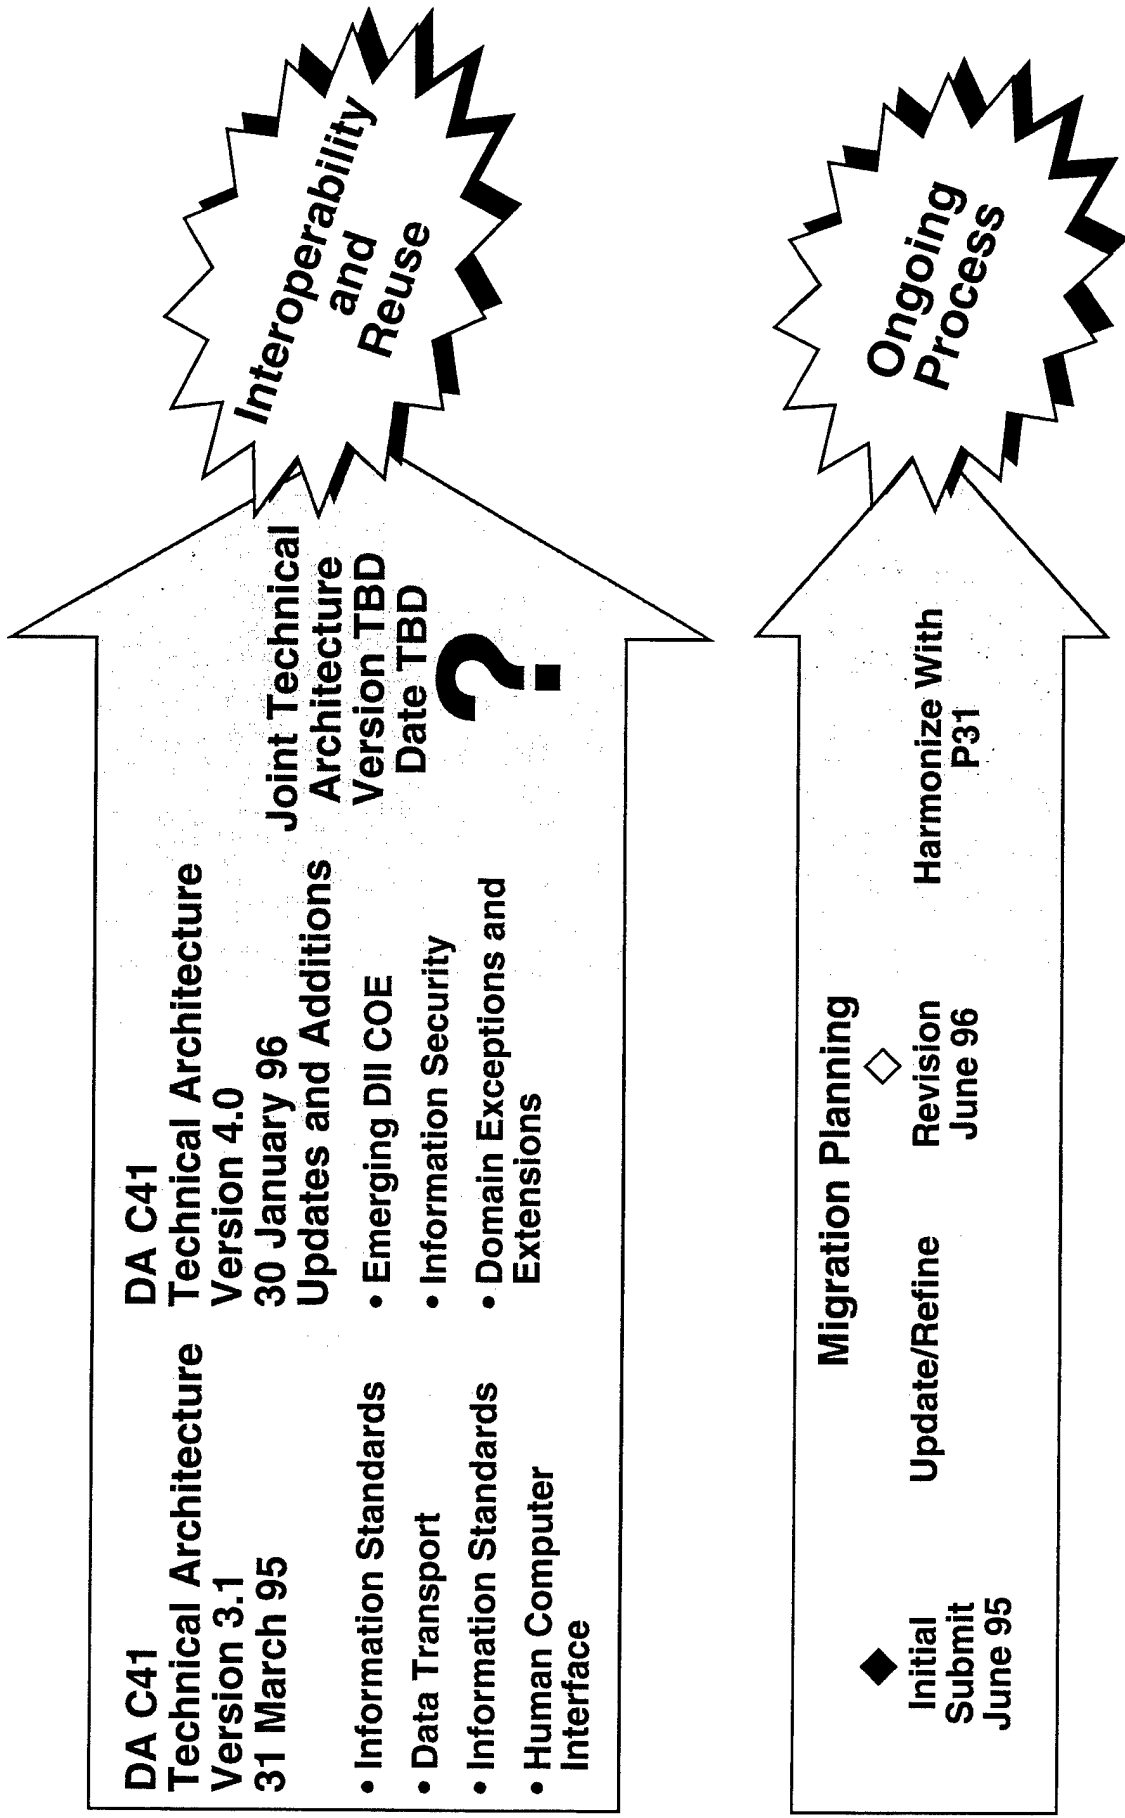 DA C41
Technical Architecture
Version 3.1
31 March 95
• Information Standards
• Data Transport
• Information Standards
• Human Computer
Interface
DA C41
Technical Architecture
Version 4.0
30 January 96
Updates and Additions
• Emerging DII COE
• Information Security
• Domain Exceptions and
Extensions
Joint Technical
Architecture
Version TBD
Date TBD
?
Interoperability
and
Reuse
Migration Planning
Initial
Submit
June 95
Update/Refine
Revision
June 96
Harmonize With
P31
Ongoing
Process